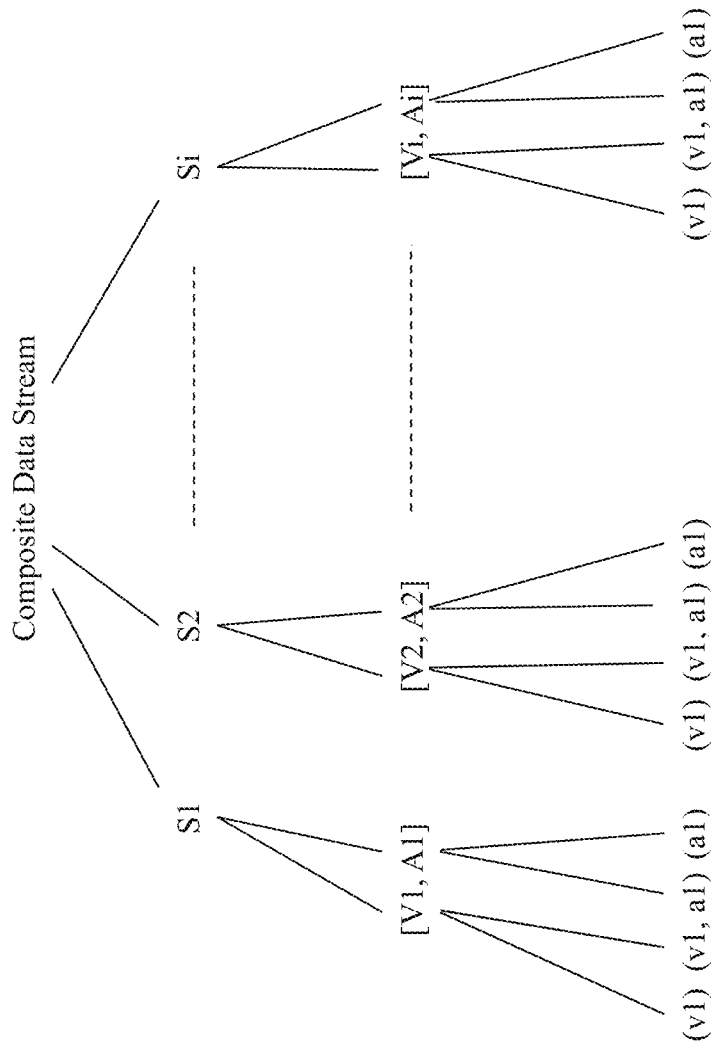 Composite Data Stream
S1 S2 Si
[V1, A1] [V2, A2] [Vi, Ai]
(v1) (v1, a1) (a1) (v1) (v1, a1) (a1) (v1) (v1, a1) (a1)